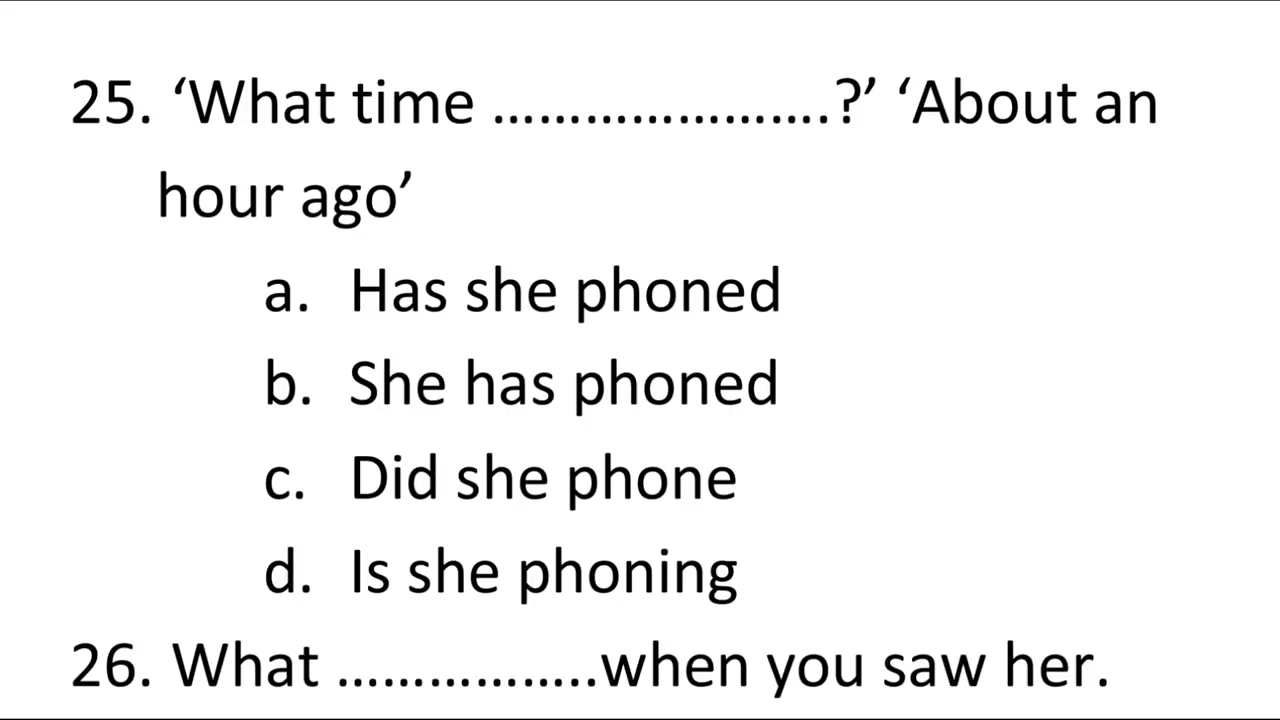 25. ‘What time ………………….?’ ‘About an
hour ago’
a. Has she phoned
b. She has phoned
c. Did she phone
d. Is she phoning
26. What ……………..when you saw her.